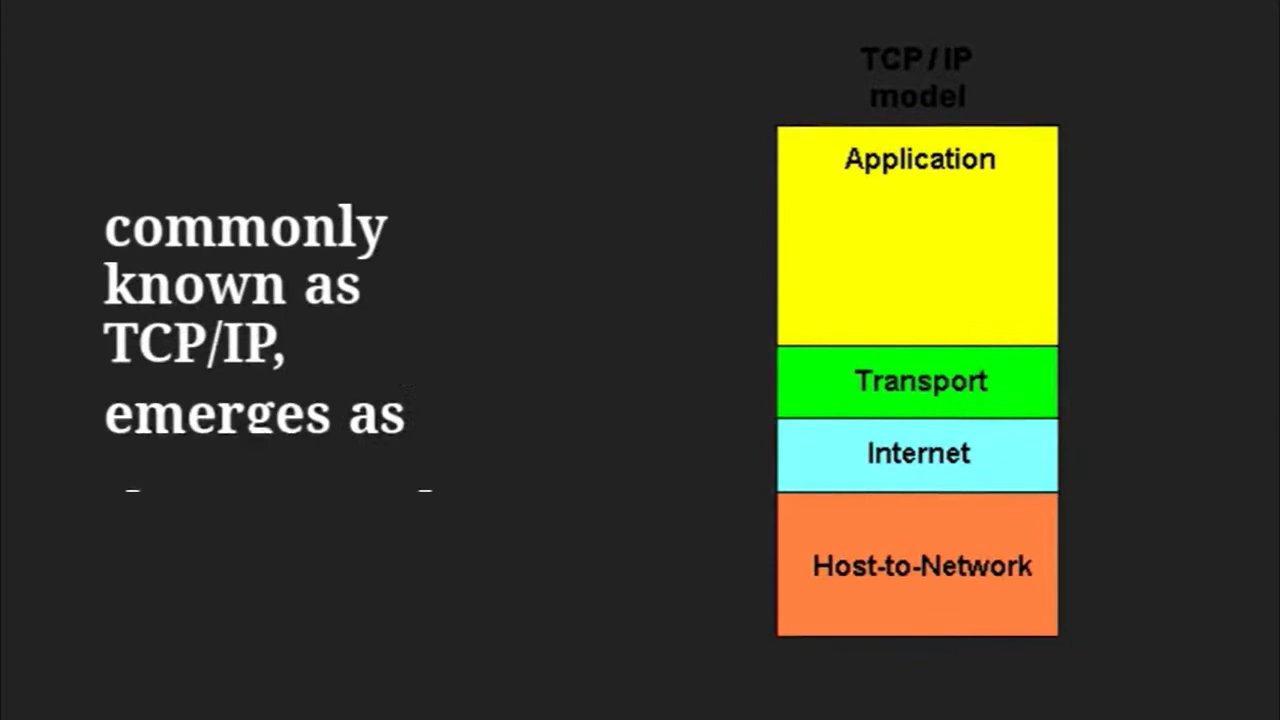 commonly
known as
TCP/IP,
emerges as
TCP/IP
model
Application
Transport
Internet
Host-to-Network